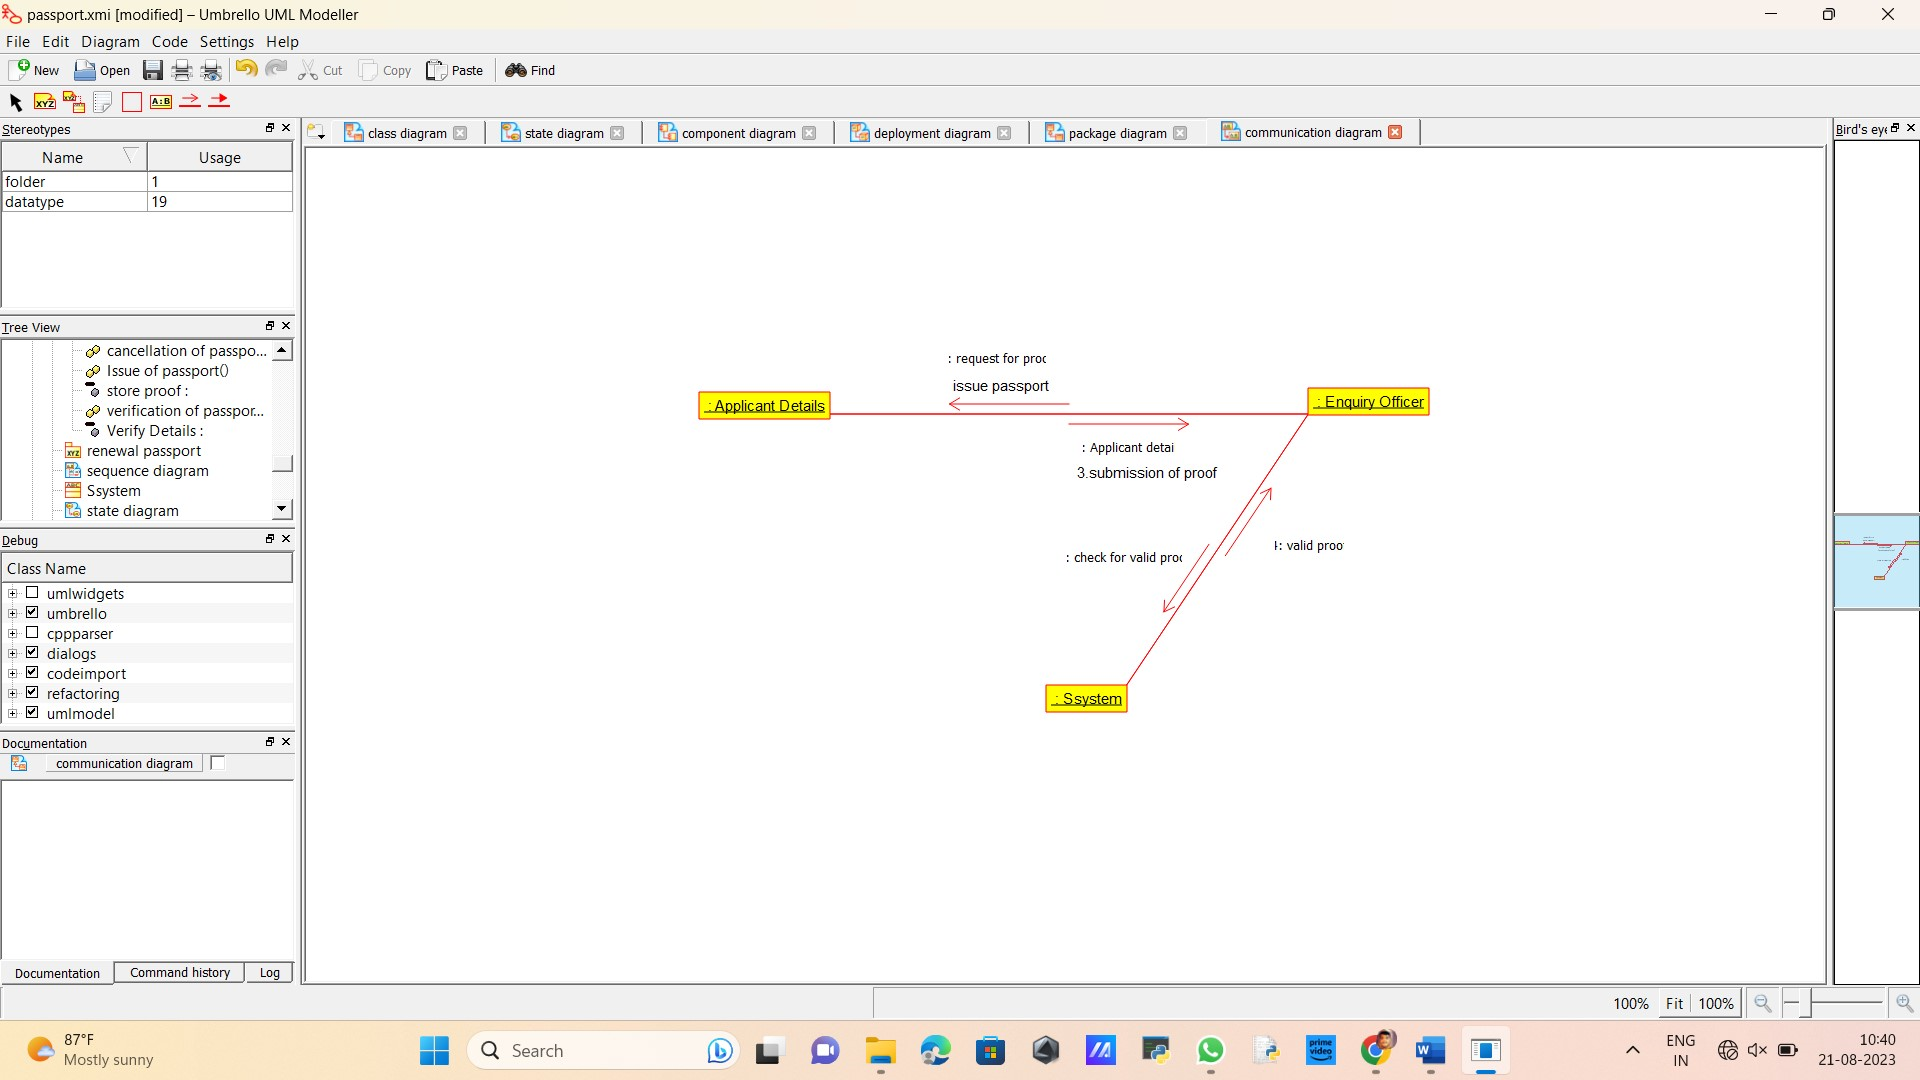 passport.xmi [modified] – Umbrello UML Modeller
File Edit Diagram Code Settings Help
New Open Cut Copy Paste Find
XYZ A:B
Stereotypes
Name Usage
folder 1
datatype 19
Tree View
cancellation of passpo...
Issue of passport()
store proof :
verification of passpor...
Verify Details :
renewal passport
sequence diagram
Ssystem
state diagram
Debug
Class Name
umlwidgets
umbrello
cppparser
dialogs
codeimport
refactoring
umlmodel
Documentation
communication diagram
Documentation Command history Log
class diagram state diagram component diagram deployment diagram package diagram communication diagram
: request for proo
issue passport
: Applicant Details
: Enquiry Officer
: Applicant detai
3.submission of proof
: check for valid proo
: valid proo
: Ssystem
Bird's eye
100% Fit 100%
87°F
Mostly sunny
Search
prime video
ENG
IN
10:40
21-08-2023